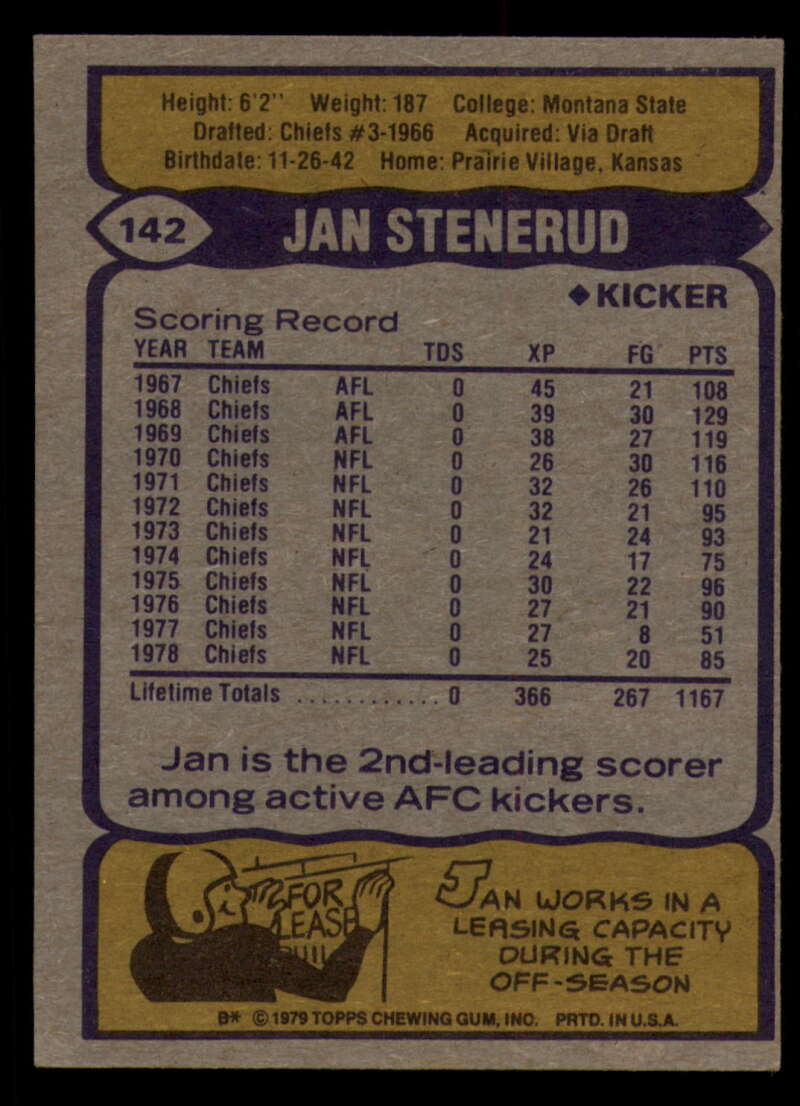 Height: 6'2" Weight: 187 College: Montana State
Drafted: Chiefs #3-1966 Acquired: Via Draft
Birthdate: 11-26-42 Home: Prairie Village, Kansas
142 JAN STENERUD
◆KICKER
Scoring Record
YEAR TEAM TDS XP FG PTS
1967 Chiefs AFL 0 45 21 108
1968 Chiefs AFL 0 39 30 129
1969 Chiefs AFL 0 38 27 119
1970 Chiefs NFL 0 26 30 116
1971 Chiefs NFL 0 32 26 110
1972 Chiefs NFL 0 32 21 95
1973 Chiefs NFL 0 21 24 93
1974 Chiefs NFL 0 24 17 75
1975 Chiefs NFL 0 30 22 96
1976 Chiefs NFL 0 27 21 90
1977 Chiefs NFL 0 27 8 51
1978 Chiefs NFL 0 25 20 85
Lifetime Totals ............. 0 366 267 1167
Jan is the 2nd-leading scorer
among active AFC kickers.
FOR
LEASE
JAN WORKS IN A
LEASING CAPACITY
DURING THE
OFF-SEASON
B* © 1979 TOPPS CHEWING GUM, INC. PRTD. IN U.S.A.